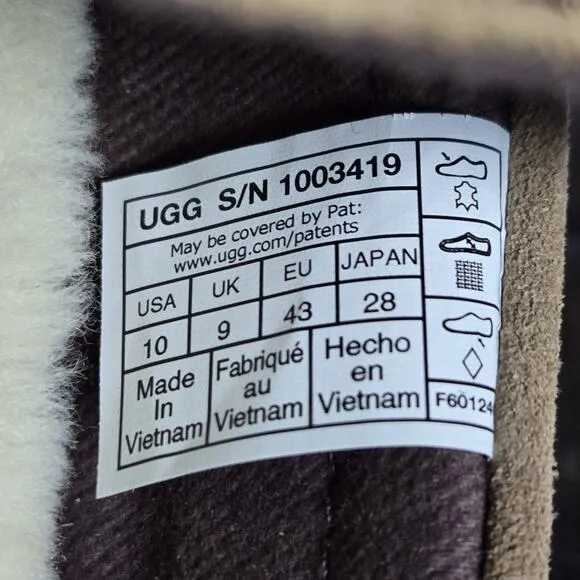 UGG S/N 1003419
May be covered by Pat:
www.ugg.com/patents
USA UK EU JAPAN
10 9 43 28
Made
In
Vietnam
Fabriqué
au
Vietnam
Hecho
en
Vietnam
F60124